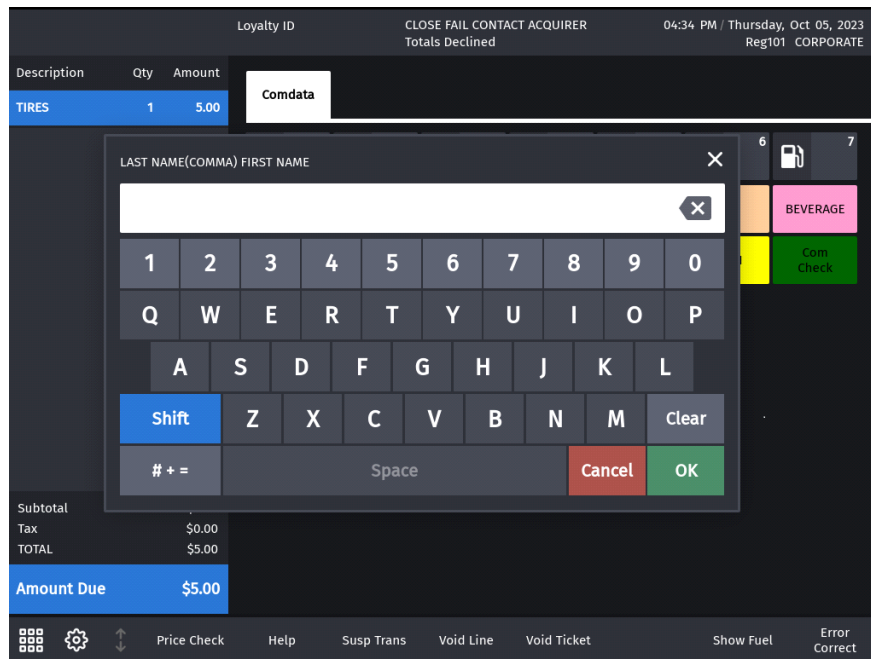 Loyalty ID
CLOSE FAIL CONTACT ACQUIRER
Totals Declined
04:34 PM / Thursday, Oct 05, 2023
Reg101 CORPORATE
Description Qty Amount
TIRES 1 5.00
Comdata
6
7
BEVERAGE
Com
Check
LAST NAME(COMMA) FIRST NAME
1 2 3 4 5 6 7 8 9 0
Q W E R T Y U I O P
A S D F G H J K L
Shift Z X C V B N M Clear
# + = Space Cancel OK
Subtotal
Tax $0.00
TOTAL $5.00
Amount Due $5.00
Price Check Help Susp Trans Void Line Void Ticket Show Fuel Error
Correct